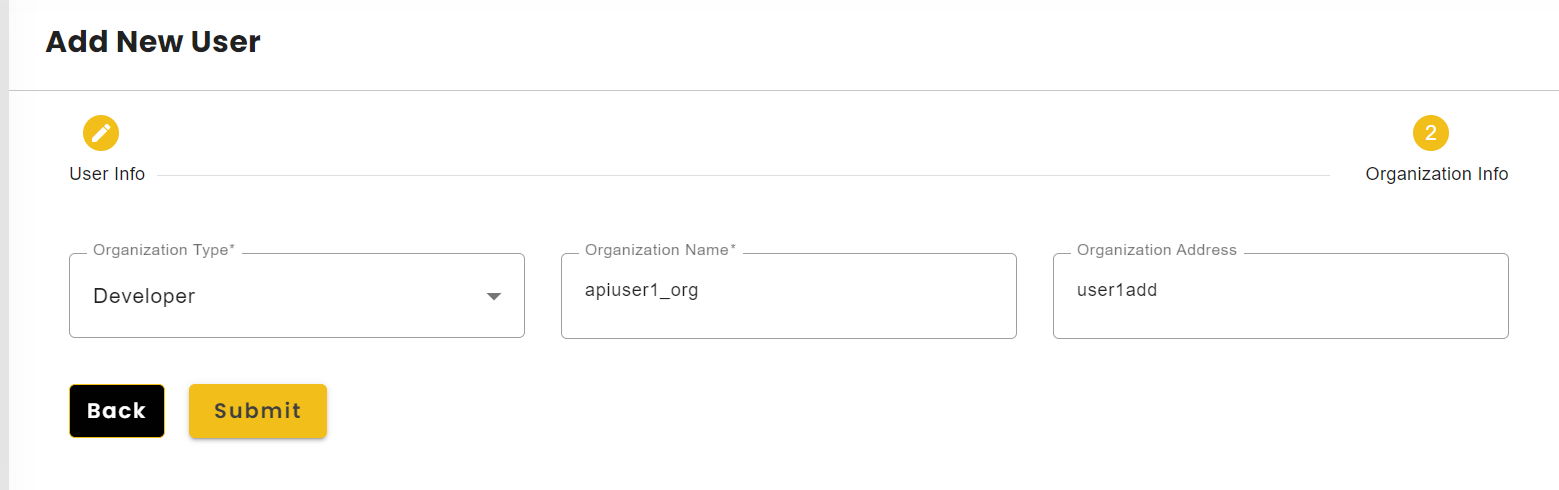 Add New User
2
User Info
Organization Info
Organization Type*
Organization Name*
Organization Address
Developer
apiuser1_org
user1add
Back
Submit